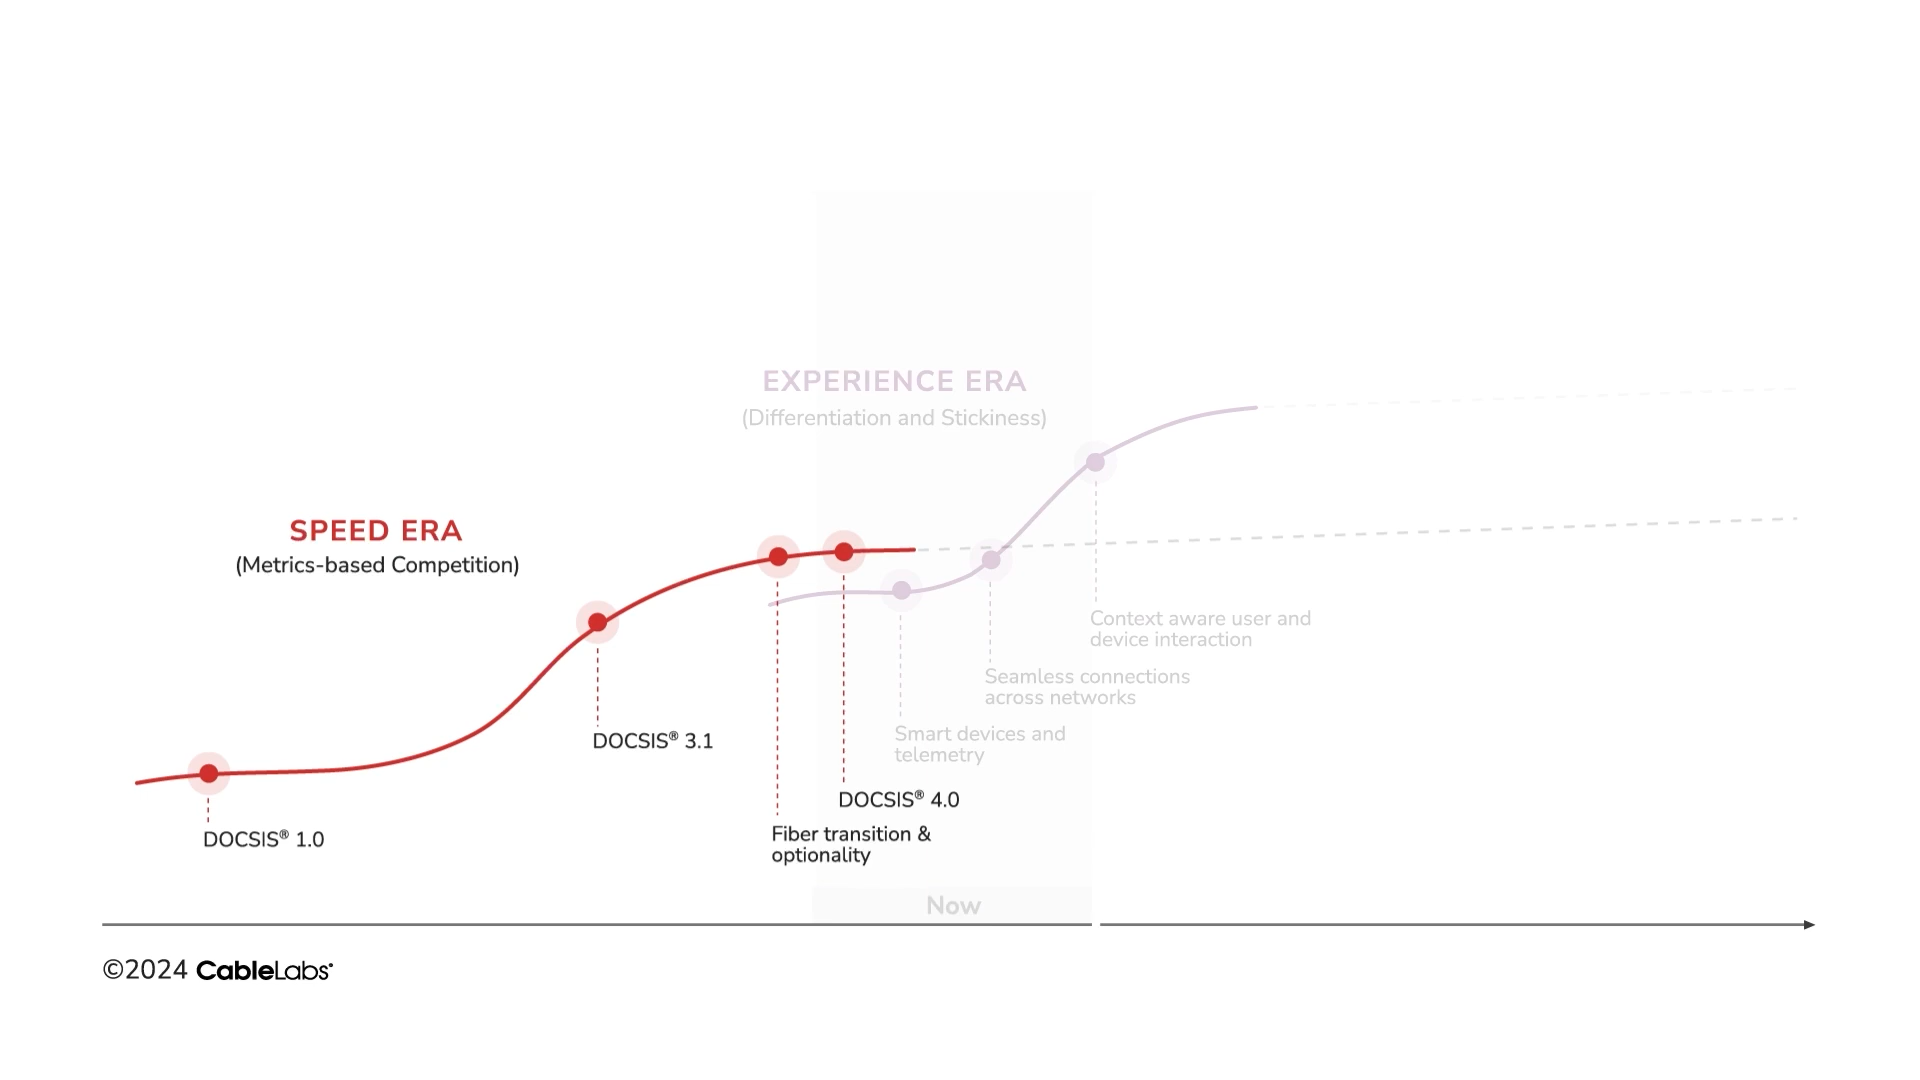 EXPERIENCE ERA
(Differentiation and Stickiness)
SPEED ERA
(Metrics-based Competition)
Context aware user and
device interaction
Seamless connections
across networks
Smart devices and
telemetry
DOCSIS® 3.1
DOCSIS® 4.0
Fiber transition &
optionality
DOCSIS® 1.0
Now
©2024 CableLabs